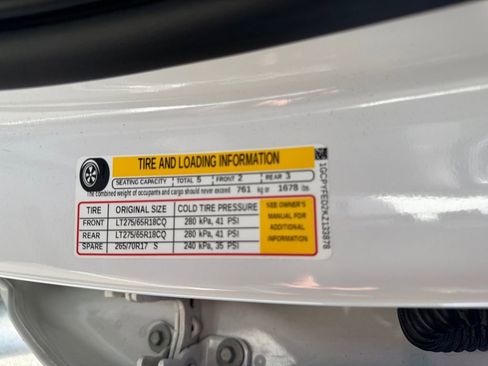 TIRE AND LOADING INFORMATION
SEATING CAPACITY TOTAL 5 FRONT 2 REAR 3
The combined weight of occupants and cargo should never exceed 761 kg or 1678 lbs.
TIRE ORIGINAL SIZE COLD TIRE PRESSURE
FRONT LT275/65R18CQ 280 kPa, 41 PSI
REAR LT275/65R18CQ 280 kPa, 41 PSI
SPARE 265/70R17 S 240 kPa, 35 PSI
SEE OWNER'S
MANUAL FOR
ADDITIONAL
INFORMATION
1GCPYFED2KZ133878